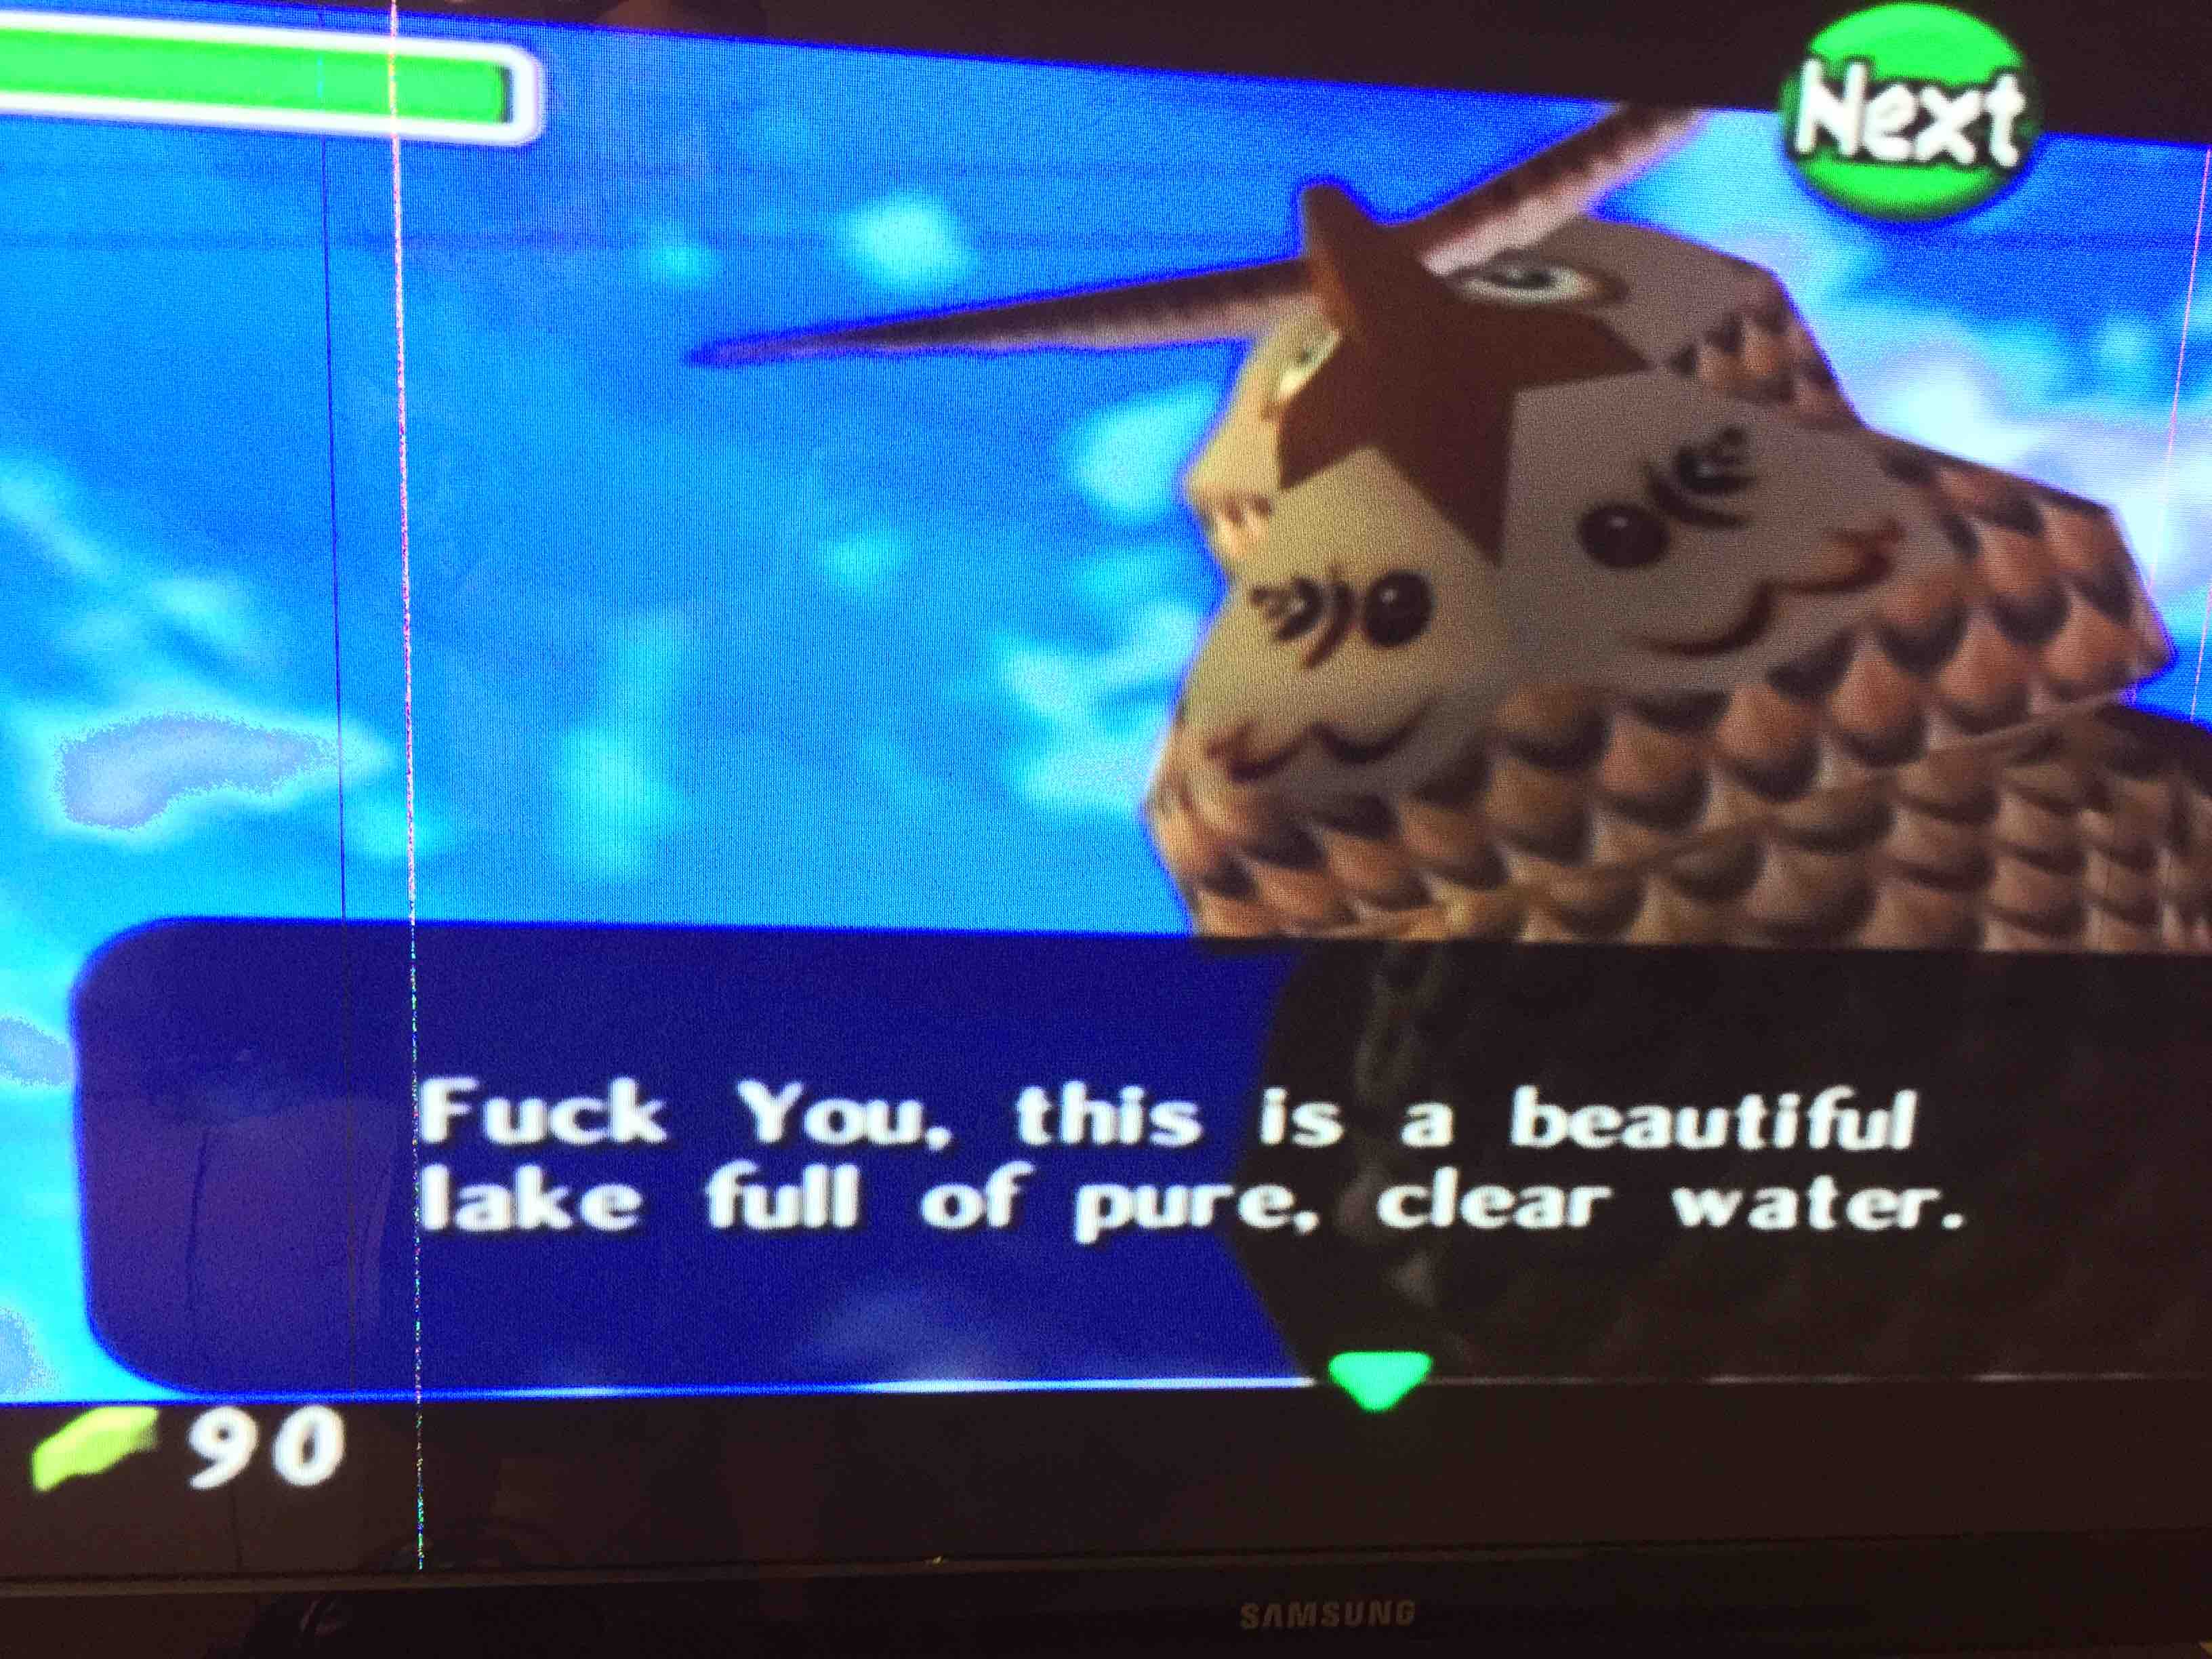 Next
Fuck You, this is a beautiful
lake full of pure, clear water.
90
SAMSUNG